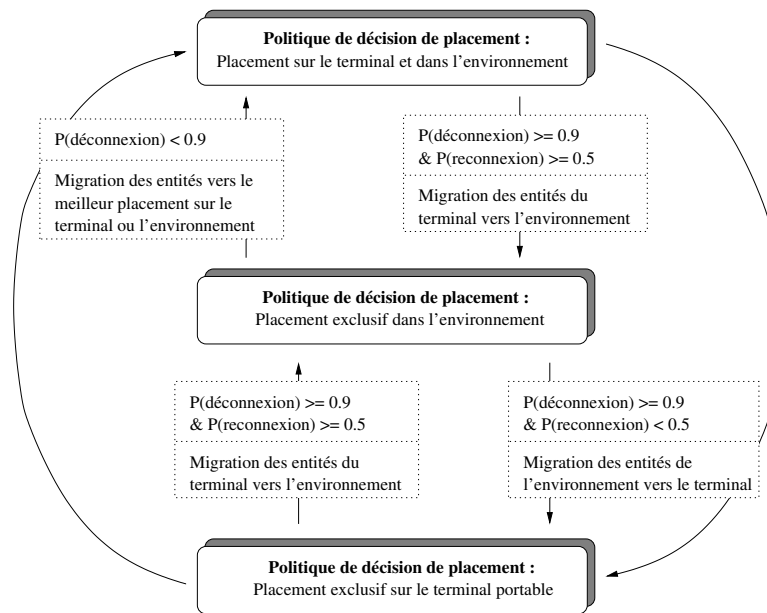 Politique de décision de placement :
Placement sur le terminal et dans l'environnement
P(déconnexion) < 0.9
Migration des entités vers le
meilleur placement sur le
terminal ou l'environnement
P(déconnexion) >= 0.9
& P(reconnexion) >= 0.5
Migration des entités du
terminal vers l'environnement
Politique de décision de placement :
Placement exclusif dans l'environnement
P(déconnexion) >= 0.9
& P(reconnexion) >= 0.5
Migration des entités du
terminal vers l'environnement
P(déconnexion) >= 0.9
& P(reconnexion) < 0.5
Migration des entités de
l'environnement vers le terminal
Politique de décision de placement :
Placement exclusif sur le terminal portable